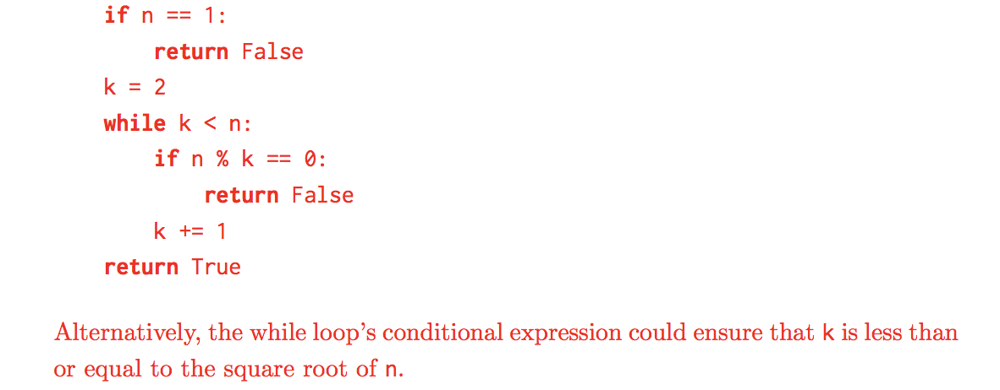 if n == 1:
return False
k = 2
while k < n:
if n % k == 0:
return False
k += 1
return True
Alternatively, the while loop’s conditional expression could ensure that k is less than
or equal to the square root of n.